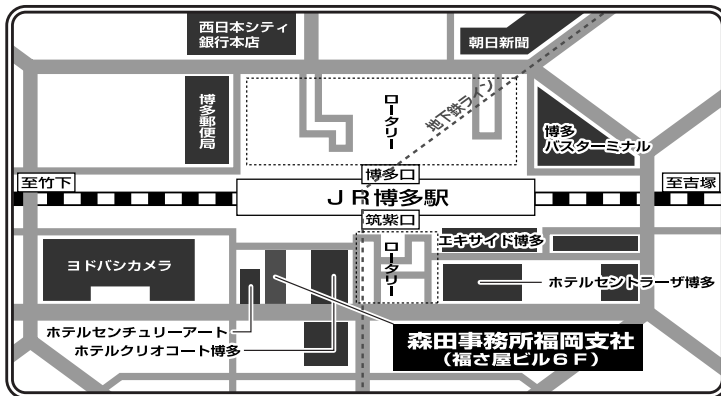 西日本シティ
銀行本店
朝日新聞
博多郵便局
ロータリー
地下鉄ライン
博多
バスターミナル
至竹下
博多口
至吉塚
JR博多駅
筑紫口
ヨドバシカメラ
ロータリー
エキサイド博多
ホテルセントラーザ博多
ホテルセンチュリーアート
ホテルクリオコート博多
森田事務所福岡支社
(福さ屋ビル6F)